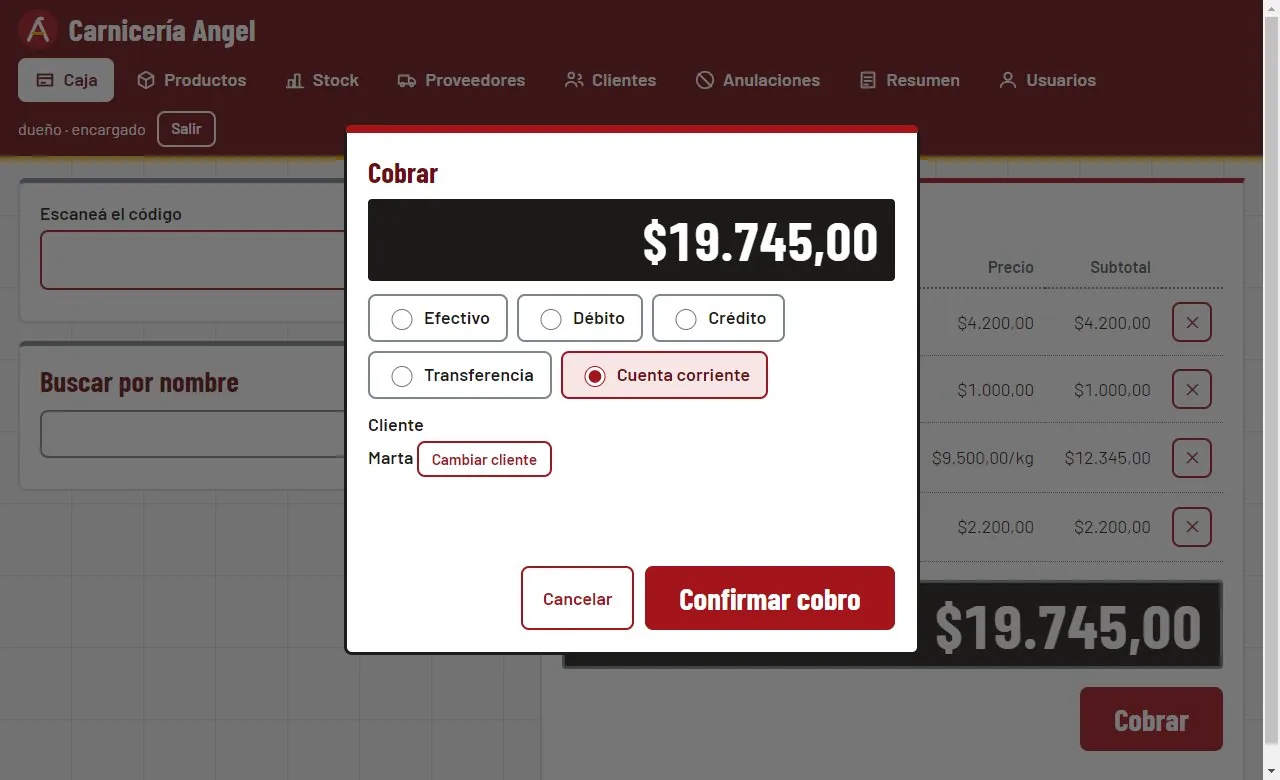 Carnicería Angel
Caja Productos Stock Proveedores Clientes Anulaciones Resumen Usuarios
dueño · encargado Salir
Escaneá el código
Buscar por nombre
Cobrar
$19.745,00
Efectivo Débito Crédito
Transferencia Cuenta corriente
Cliente
Marta Cambiar cliente
Cancelar Confirmar cobro
Precio Subtotal
$4.200,00 $4.200,00
$1.000,00 $1.000,00
$9.500,00/kg $12.345,00
$2.200,00 $2.200,00
$19.745,00
Cobrar